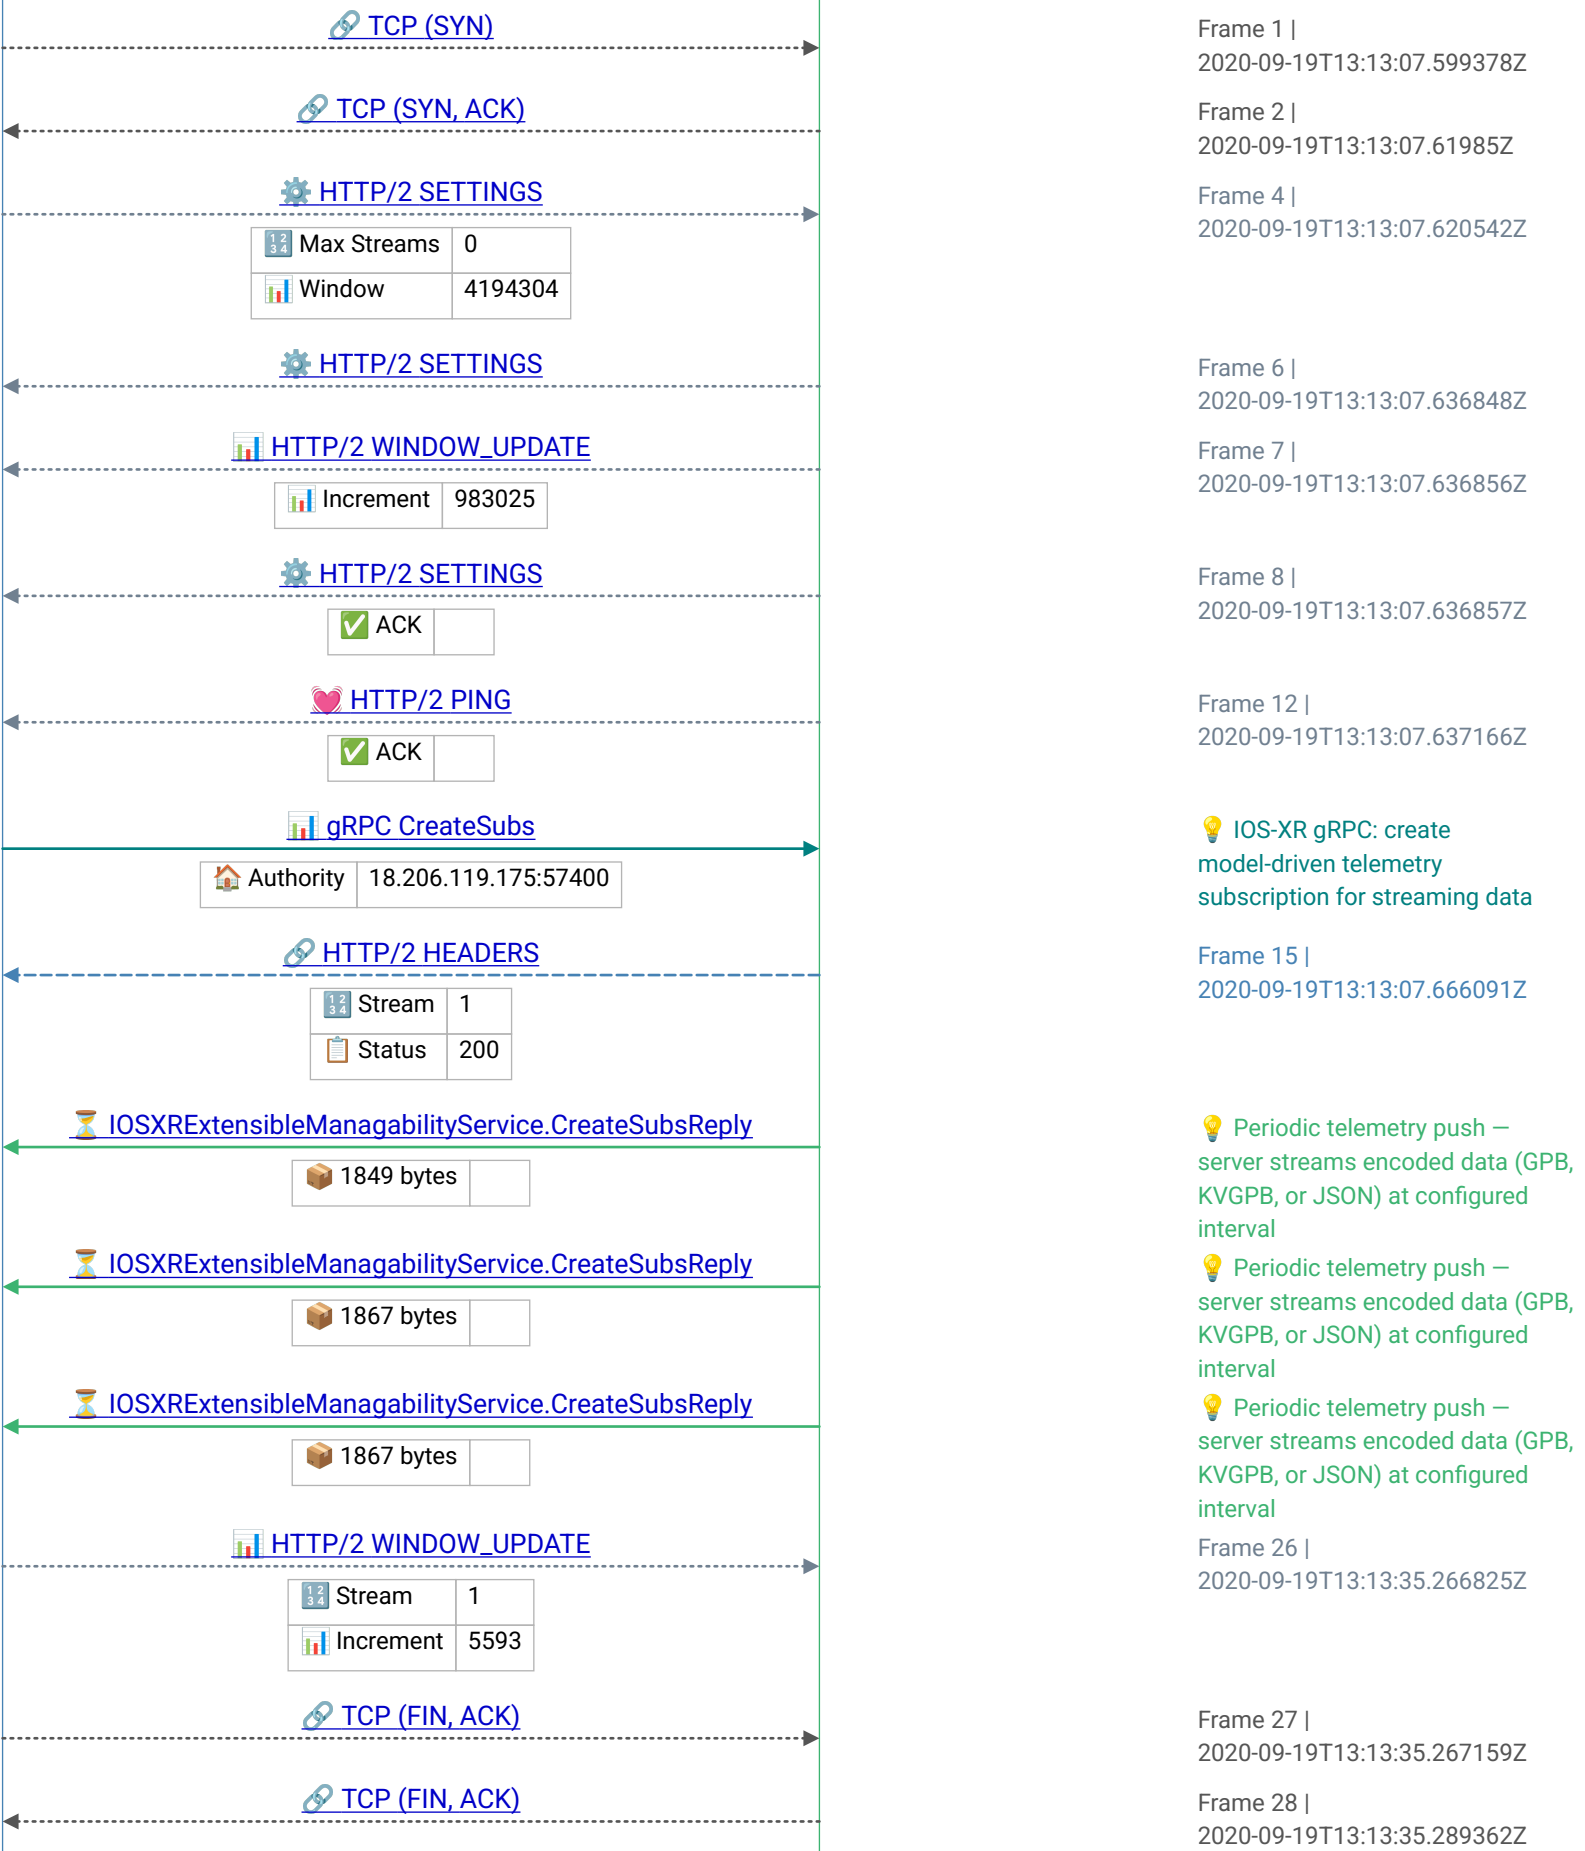 🔗 TCP (SYN)
Frame 1 |
2020-09-19T13:13:07.599378Z
🔗 TCP (SYN, ACK)
Frame 2 |
2020-09-19T13:13:07.61985Z
⚙️ HTTP/2 SETTINGS
Frame 4 |
2020-09-19T13:13:07.620542Z
🔢 Max Streams 0
📊 Window 4194304
⚙️ HTTP/2 SETTINGS
Frame 6 |
2020-09-19T13:13:07.636848Z
📊 HTTP/2 WINDOW_UPDATE
Frame 7 |
2020-09-19T13:13:07.636856Z
📊 Increment 983025
⚙️ HTTP/2 SETTINGS
Frame 8 |
2020-09-19T13:13:07.636857Z
✅ ACK
💓 HTTP/2 PING
Frame 12 |
2020-09-19T13:13:07.637166Z
✅ ACK
📊 gRPC CreateSubs
💡 IOS-XR gRPC: create
model-driven telemetry
subscription for streaming data
🏠 Authority 18.206.119.175:57400
🔗 HTTP/2 HEADERS
Frame 15 |
2020-09-19T13:13:07.666091Z
🔢 Stream 1
📋 Status 200
⏳ IOSXRExtensibleManagabilityService.CreateSubsReply
💡 Periodic telemetry push —
server streams encoded data (GPB,
KVGPB, or JSON) at configured
interval
📦 1849 bytes
⏳ IOSXRExtensibleManagabilityService.CreateSubsReply
💡 Periodic telemetry push —
server streams encoded data (GPB,
KVGPB, or JSON) at configured
interval
📦 1867 bytes
⏳ IOSXRExtensibleManagabilityService.CreateSubsReply
💡 Periodic telemetry push —
server streams encoded data (GPB,
KVGPB, or JSON) at configured
interval
📦 1867 bytes
📊 HTTP/2 WINDOW_UPDATE
Frame 26 |
2020-09-19T13:13:35.266825Z
🔢 Stream 1
📊 Increment 5593
🔗 TCP (FIN, ACK)
Frame 27 |
2020-09-19T13:13:35.267159Z
🔗 TCP (FIN, ACK)
Frame 28 |
2020-09-19T13:13:35.289362Z